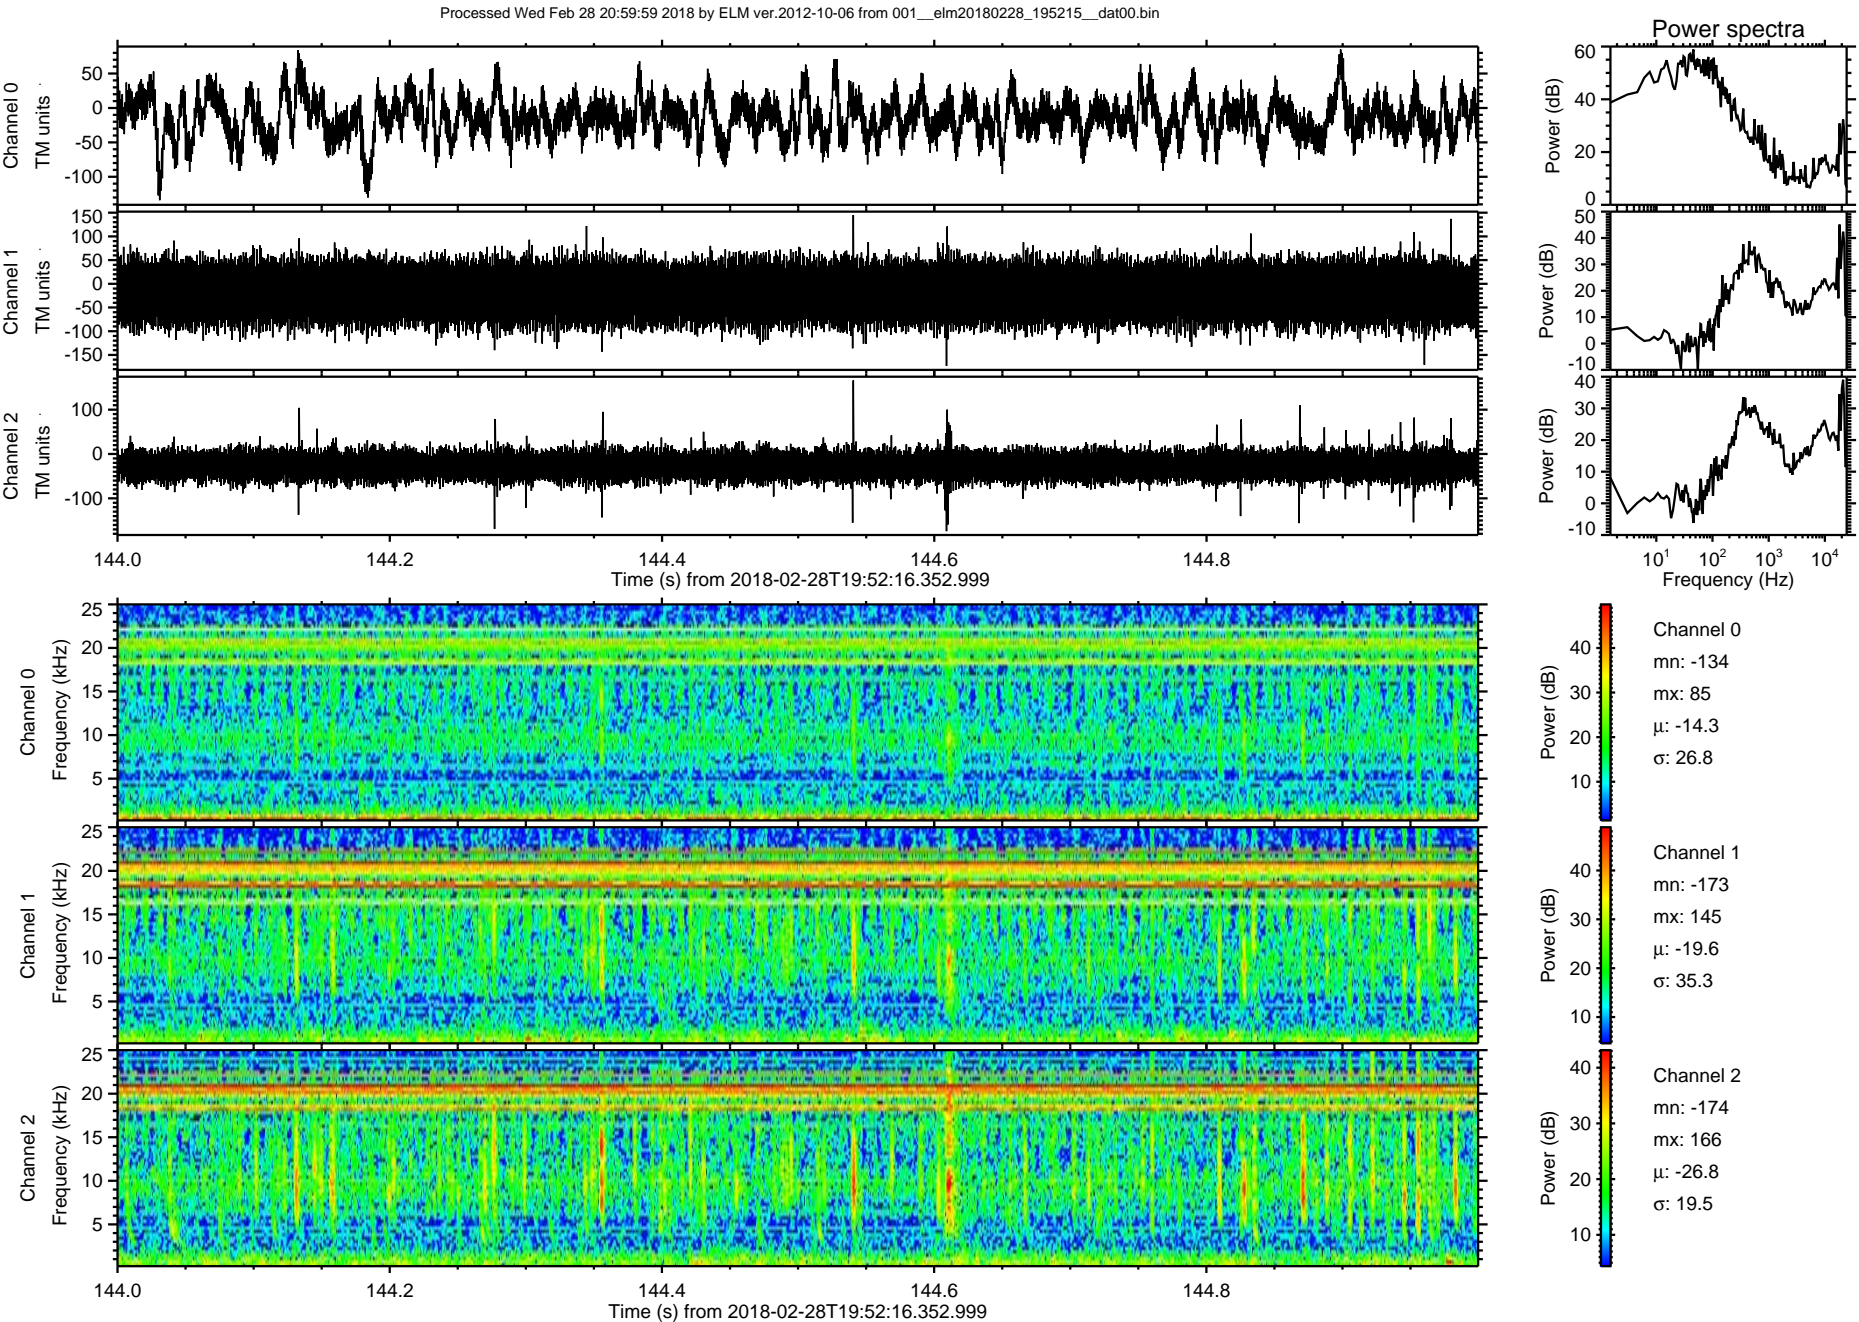 Processed Wed Feb 28 20:59:59 2018 by ELM ver.2012-10-06 from 001__elm20180228_195215__dat00.bin
Power spectra
Channel 0
TM units
50
0
-50
-100
Power (dB)
60
40
20
0
Channel 1
TM units
150
100
50
0
-50
-100
-150
Power (dB)
50
40
30
20
10
0
-10
Channel 2
TM units
100
0
-100
Power (dB)
40
30
20
10
0
-10
144.0 144.2 144.4 144.6 144.8
Time (s) from 2018-02-28T19:52:16.352.999
10¹ 10² 10³ 10⁴
Frequency (Hz)
Channel 0
Frequency (kHz)
25
20
15
10
5
Power (dB)
40
30
20
10
Channel 0
mn: -134
mx: 85
μ: -14.3
σ: 26.8
Channel 1
Frequency (kHz)
25
20
15
10
5
Power (dB)
40
30
20
10
Channel 1
mn: -173
mx: 145
μ: -19.6
σ: 35.3
Channel 2
Frequency (kHz)
25
20
15
10
5
Power (dB)
40
30
20
10
Channel 2
mn: -174
mx: 166
μ: -26.8
σ: 19.5
144.0 144.2 144.4 144.6 144.8
Time (s) from 2018-02-28T19:52:16.352.999